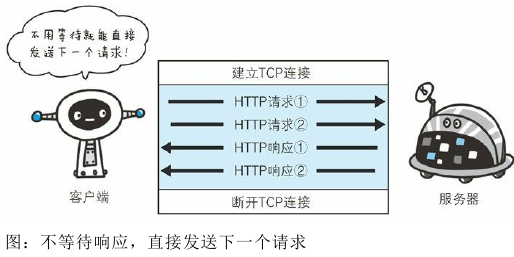 不用等待就能直接
发送下一个请求!
建立TCP连接
HTTP请求①
HTTP请求②
HTTP响应①
HTTP响应②
断开TCP连接
客户端
服务器
图：不等待响应，直接发送下一个请求